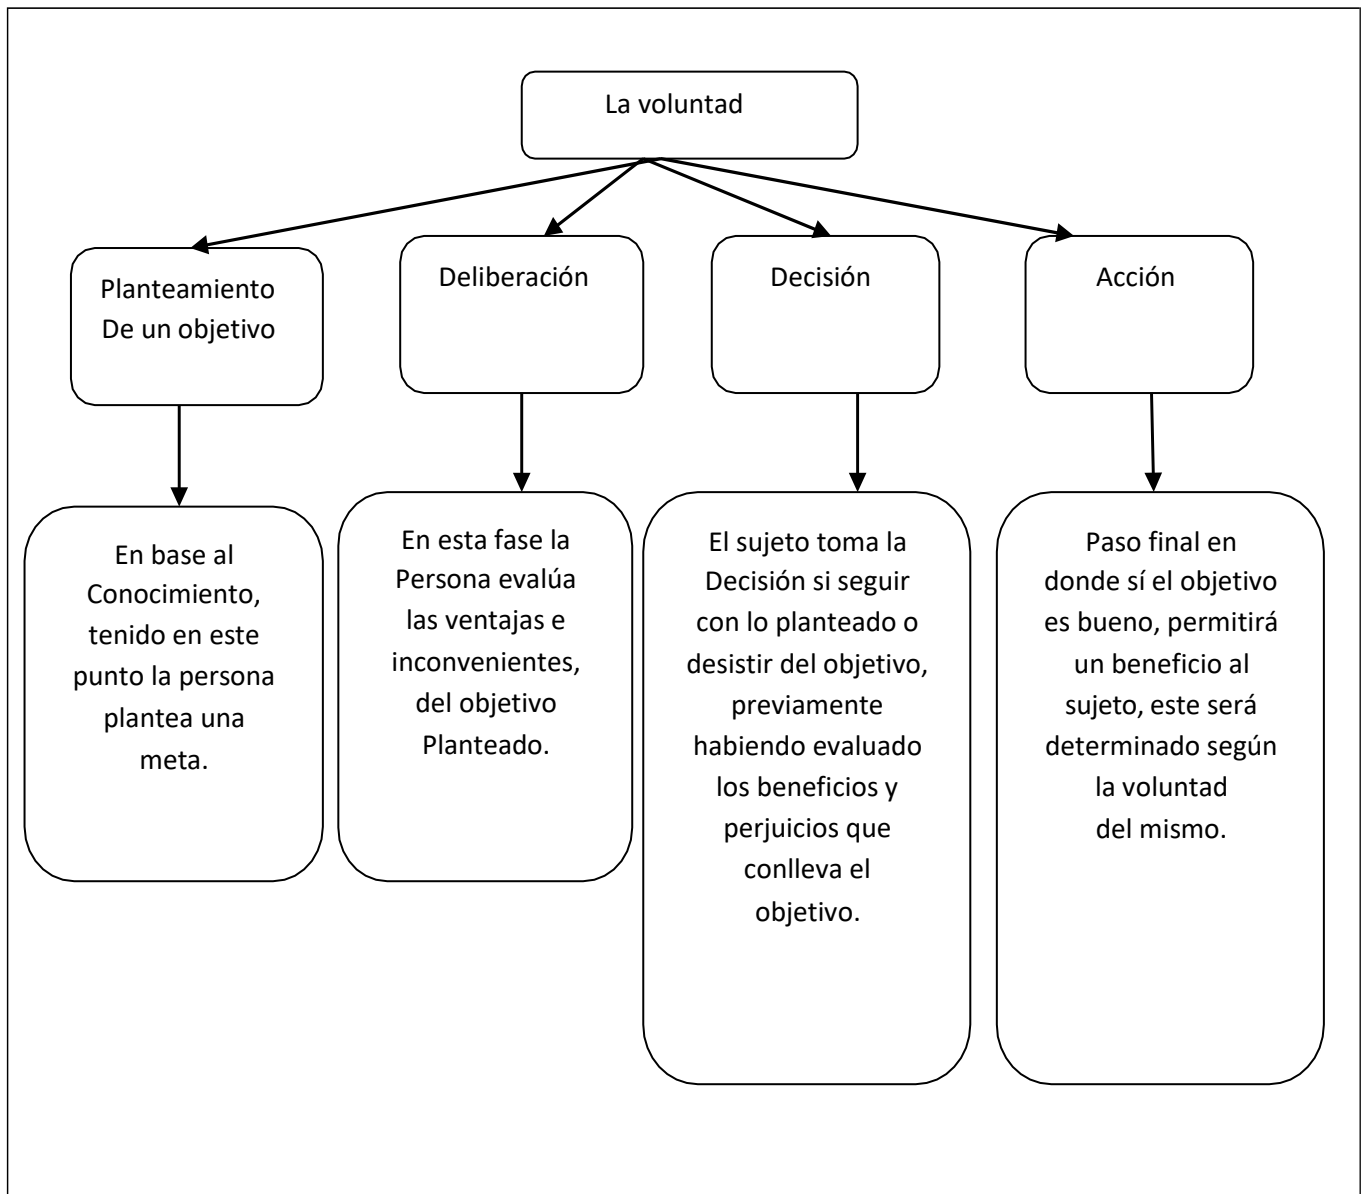 La voluntad
Planteamiento
De un objetivo
Deliberación
Decisión
Acción
En base al
Conocimiento,
tenido en este
punto la persona
plantea una
meta.
En esta fase la
Persona evalúa
las ventajas e
inconvenientes,
del objetivo
Planteado.
El sujeto toma la
Decisión si seguir
con lo planteado o
desistir del objetivo,
previamente
habiendo evaluado
los beneficios y
perjuicios que
conlleva el
objetivo.
Paso final en
donde sí el objetivo
es bueno, permitirá
un beneficio al
sujeto, este será
determinado según
la voluntad
del mismo.